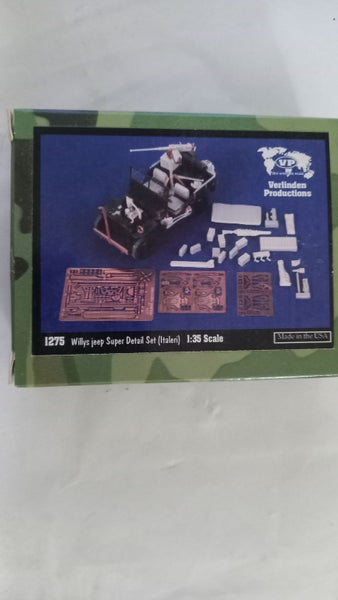 VP
Verlinden
Productions
1275 Willys jeep Super Detail Set (Italeri) 1:35 Scale
Made in the USA